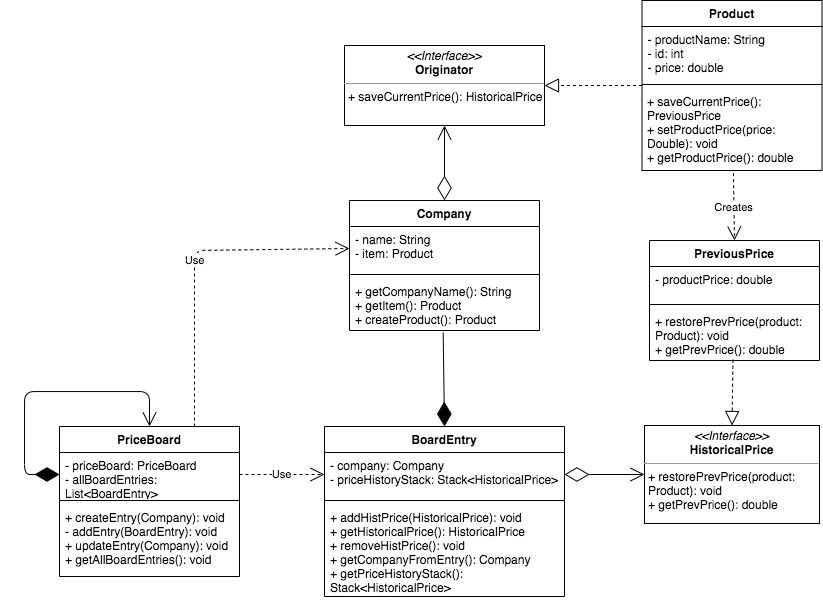 Product
- productName: String
- id: int
- price: double
+ saveCurrentPrice():
PreviousPrice
+ setProductPrice(price:
Double): void
+ getProductPrice(): double
<<Interface>>
Originator
+ saveCurrentPrice(): HistoricalPrice
Creates
Company
- name: String
- item: Product
+ getCompanyName(): String
+ getItem(): Product
+ createProduct(): Product
Use
PreviousPrice
- productPrice: double
+ restorePrevPrice(product:
Product): void
+ getPrevPrice(): double
PriceBoard
- priceBoard: PriceBoard
- allBoardEntries:
List<BoardEntry>
+ createEntry(Company): void
- addEntry(BoardEntry): void
+ updateEntry(Company): void
+ getAllBoardEntries(): void
Use
BoardEntry
- company: Company
- priceHistoryStack: Stack<HistoricalPrice>
+ addHistPrice(HistoricalPrice): void
+ getHistoricalPrice(): HistoricalPrice
+ removeHistPrice(): void
+ getCompanyFromEntry(): Company
+ getPriceHistoryStack():
Stack<HistoricalPrice>
<<Interface>>
HistoricalPrice
+ restorePrevPrice(product:
Product): void
+ getPrevPrice(): double